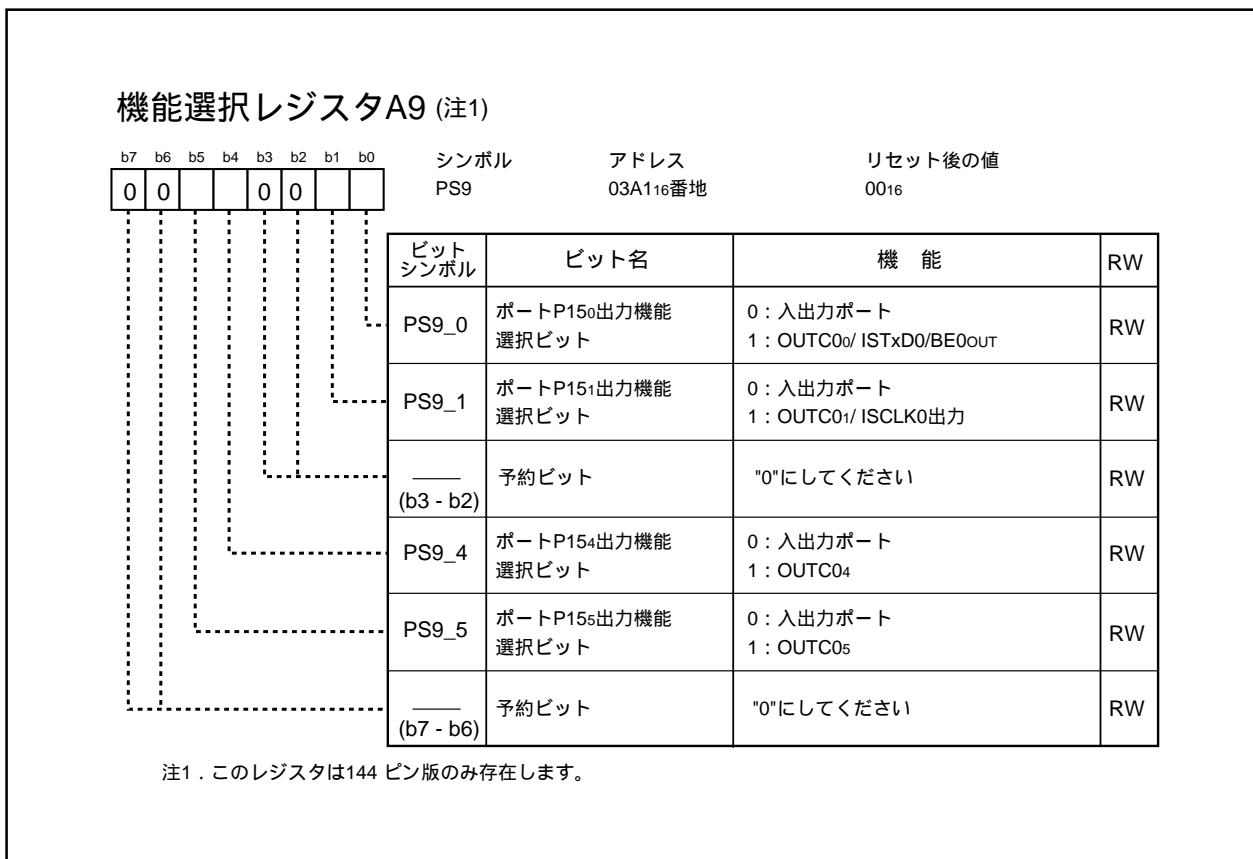 機能選択レジスタA9 (注1)
b7 b6 b5 b4 b3 b2 b1 b0
シンボル アドレス リセット後の値
0 0 0 0
PS9 03A116番地 0016
ビットシンボル ビット名 機 能 RW
PS9_0
ポートP150出力機能
選択ビット
0：入出力ポート
1：OUTC00/ ISTxD0/BE0OUT
RW
PS9_1
ポートP151出力機能
選択ビット
0：入出力ポート
1：OUTC01/ ISCLK0出力
RW
(b3 - b2)
予約ビット
"0"にしてください
RW
PS9_4
ポートP154出力機能
選択ビット
0：入出力ポート
1：OUTC04
RW
PS9_5
ポートP155出力機能
選択ビット
0：入出力ポート
1：OUTC05
RW
(b7 - b6)
予約ビット
"0"にしてください
RW
注1．このレジスタは144 ピン版のみ存在します。